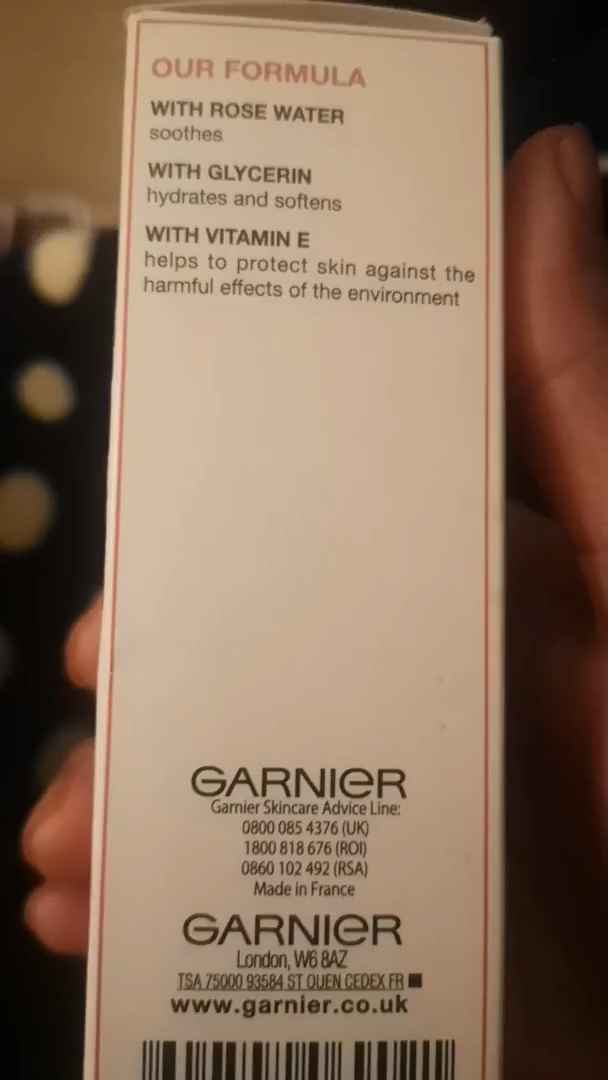 OUR FORMULA
WITH ROSE WATER
soothes
WITH GLYCERIN
hydrates and softens
WITH VITAMIN E
helps to protect skin against the
harmful effects of the environment
GARNIER
Garnier Skincare Advice Line:
0800 085 4376 (UK)
1800 818 676 (ROI)
0860 102 492 (RSA)
Made in France
GARNIER
London, W6 8AZ
TSA 75000 93584 ST OUEN CEDEX FR
www.garnier.co.uk